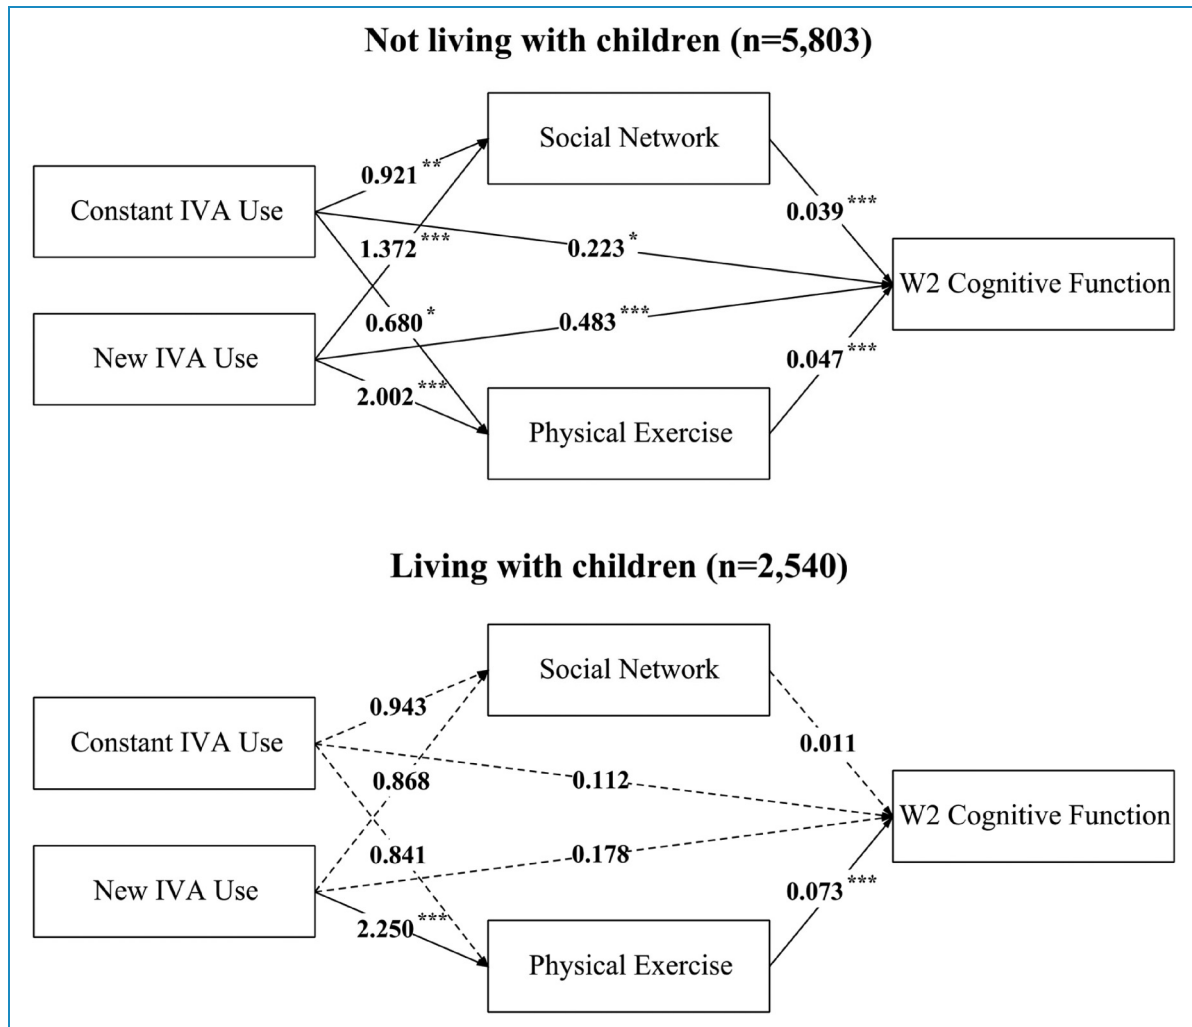 Not living with children (n=5,803)
Social Network
0.921**
0.039***
Constant IVA Use
1.372***
0.223*
W2 Cognitive Function
0.680*
0.483***
New IVA Use
0.047***
2.002***
Physical Exercise
Living with children (n=2,540)
Social Network
0.943
Constant IVA Use
0.011
0.868
0.112
W2 Cognitive Function
0.841
0.178
New IVA Use
0.073***
2.250***
Physical Exercise